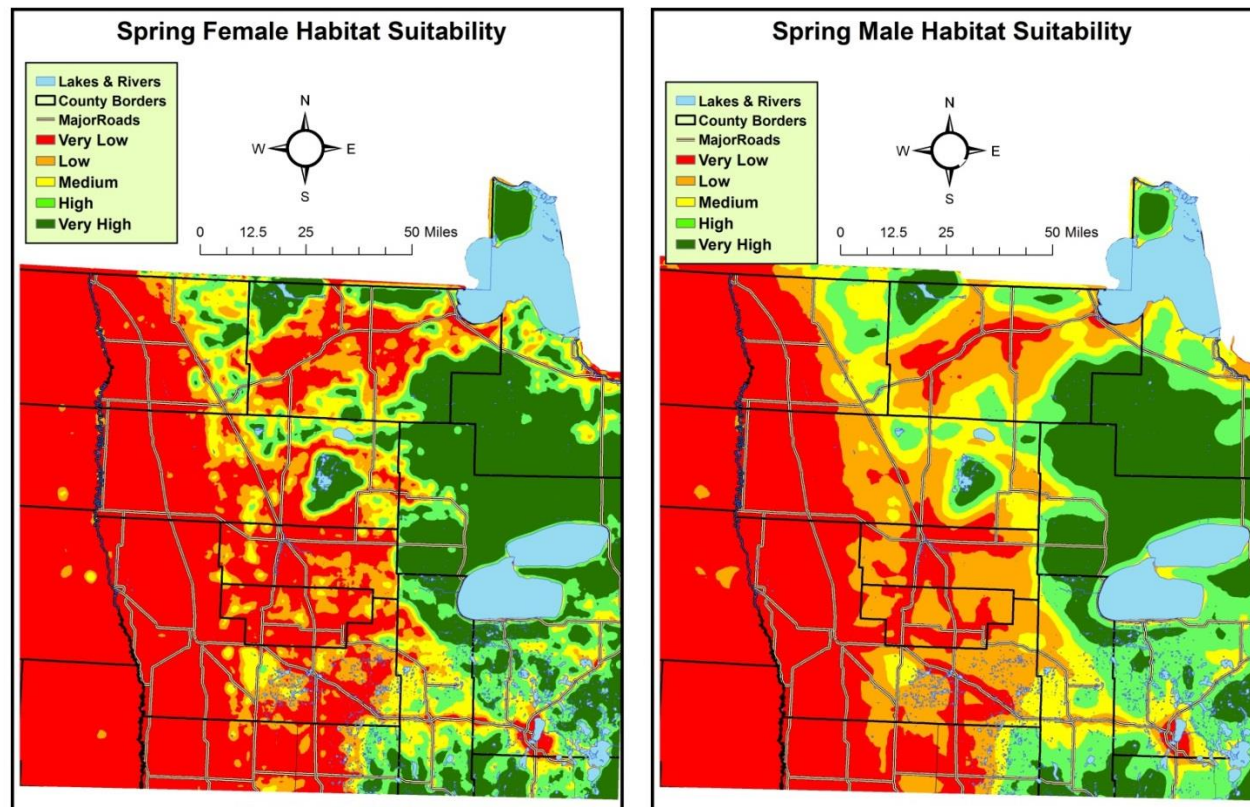 Spring Female Habitat Suitability
Lakes & Rivers
County Borders
MajorRoads
Very Low
Low
Medium
High
Very High
N
W E
S
0 12.5 25 50 Miles
Spring Male Habitat Suitability
Lakes & Rivers
County Borders
MajorRoads
Very Low
Low
Medium
High
Very High
N
W E
S
0 12.5 25 50 Miles